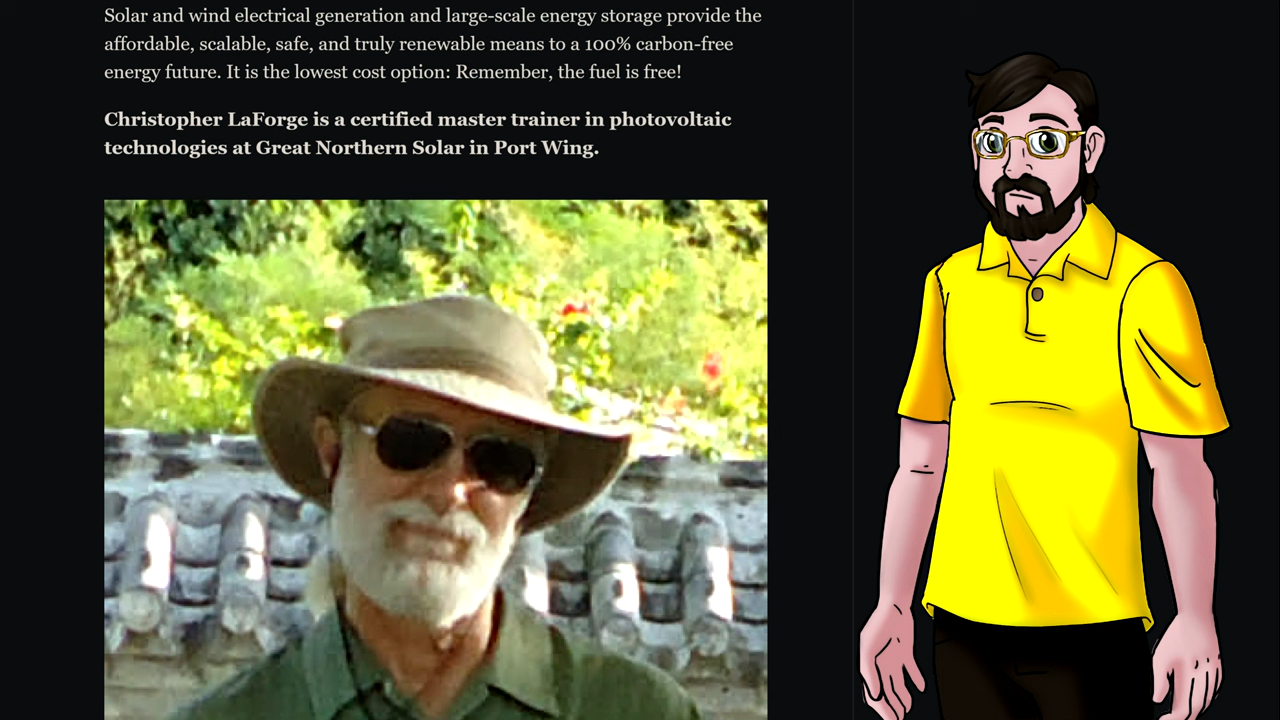 Solar and wind electrical generation and large-scale energy storage provide the
affordable, scalable, safe, and truly renewable means to a 100% carbon-free
energy future. It is the lowest cost option: Remember, the fuel is free!
Christopher LaForge is a certified master trainer in photovoltaic
technologies at Great Northern Solar in Port Wing.